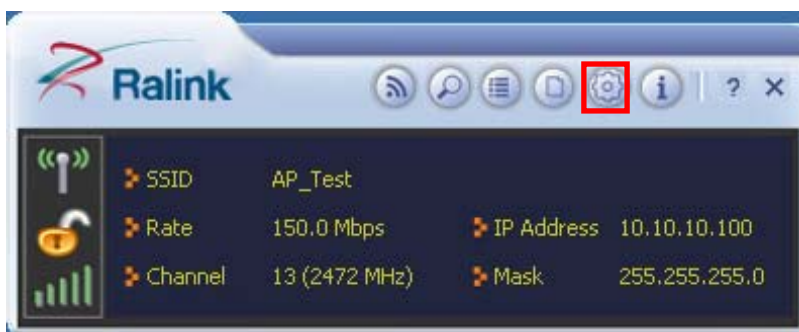 Ralink
i ? ×
SSID AP_Test
Rate 150.0 Mbps IP Address 10.10.10.100
Channel 13 (2472 MHz) Mask 255.255.255.0